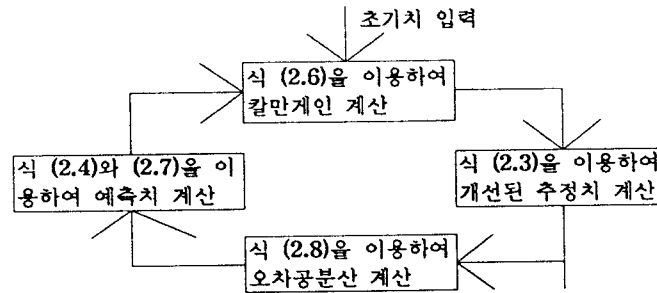 초기치 입력
식 (2.6)을 이용하여
칼만게인 계산
식 (2.4)와 (2.7)을 이
용하여 예측치 계산
식 (2.3)을 이용하여
개선된 추정치 계산
식 (2.8)을 이용하여
오차공분산 계산